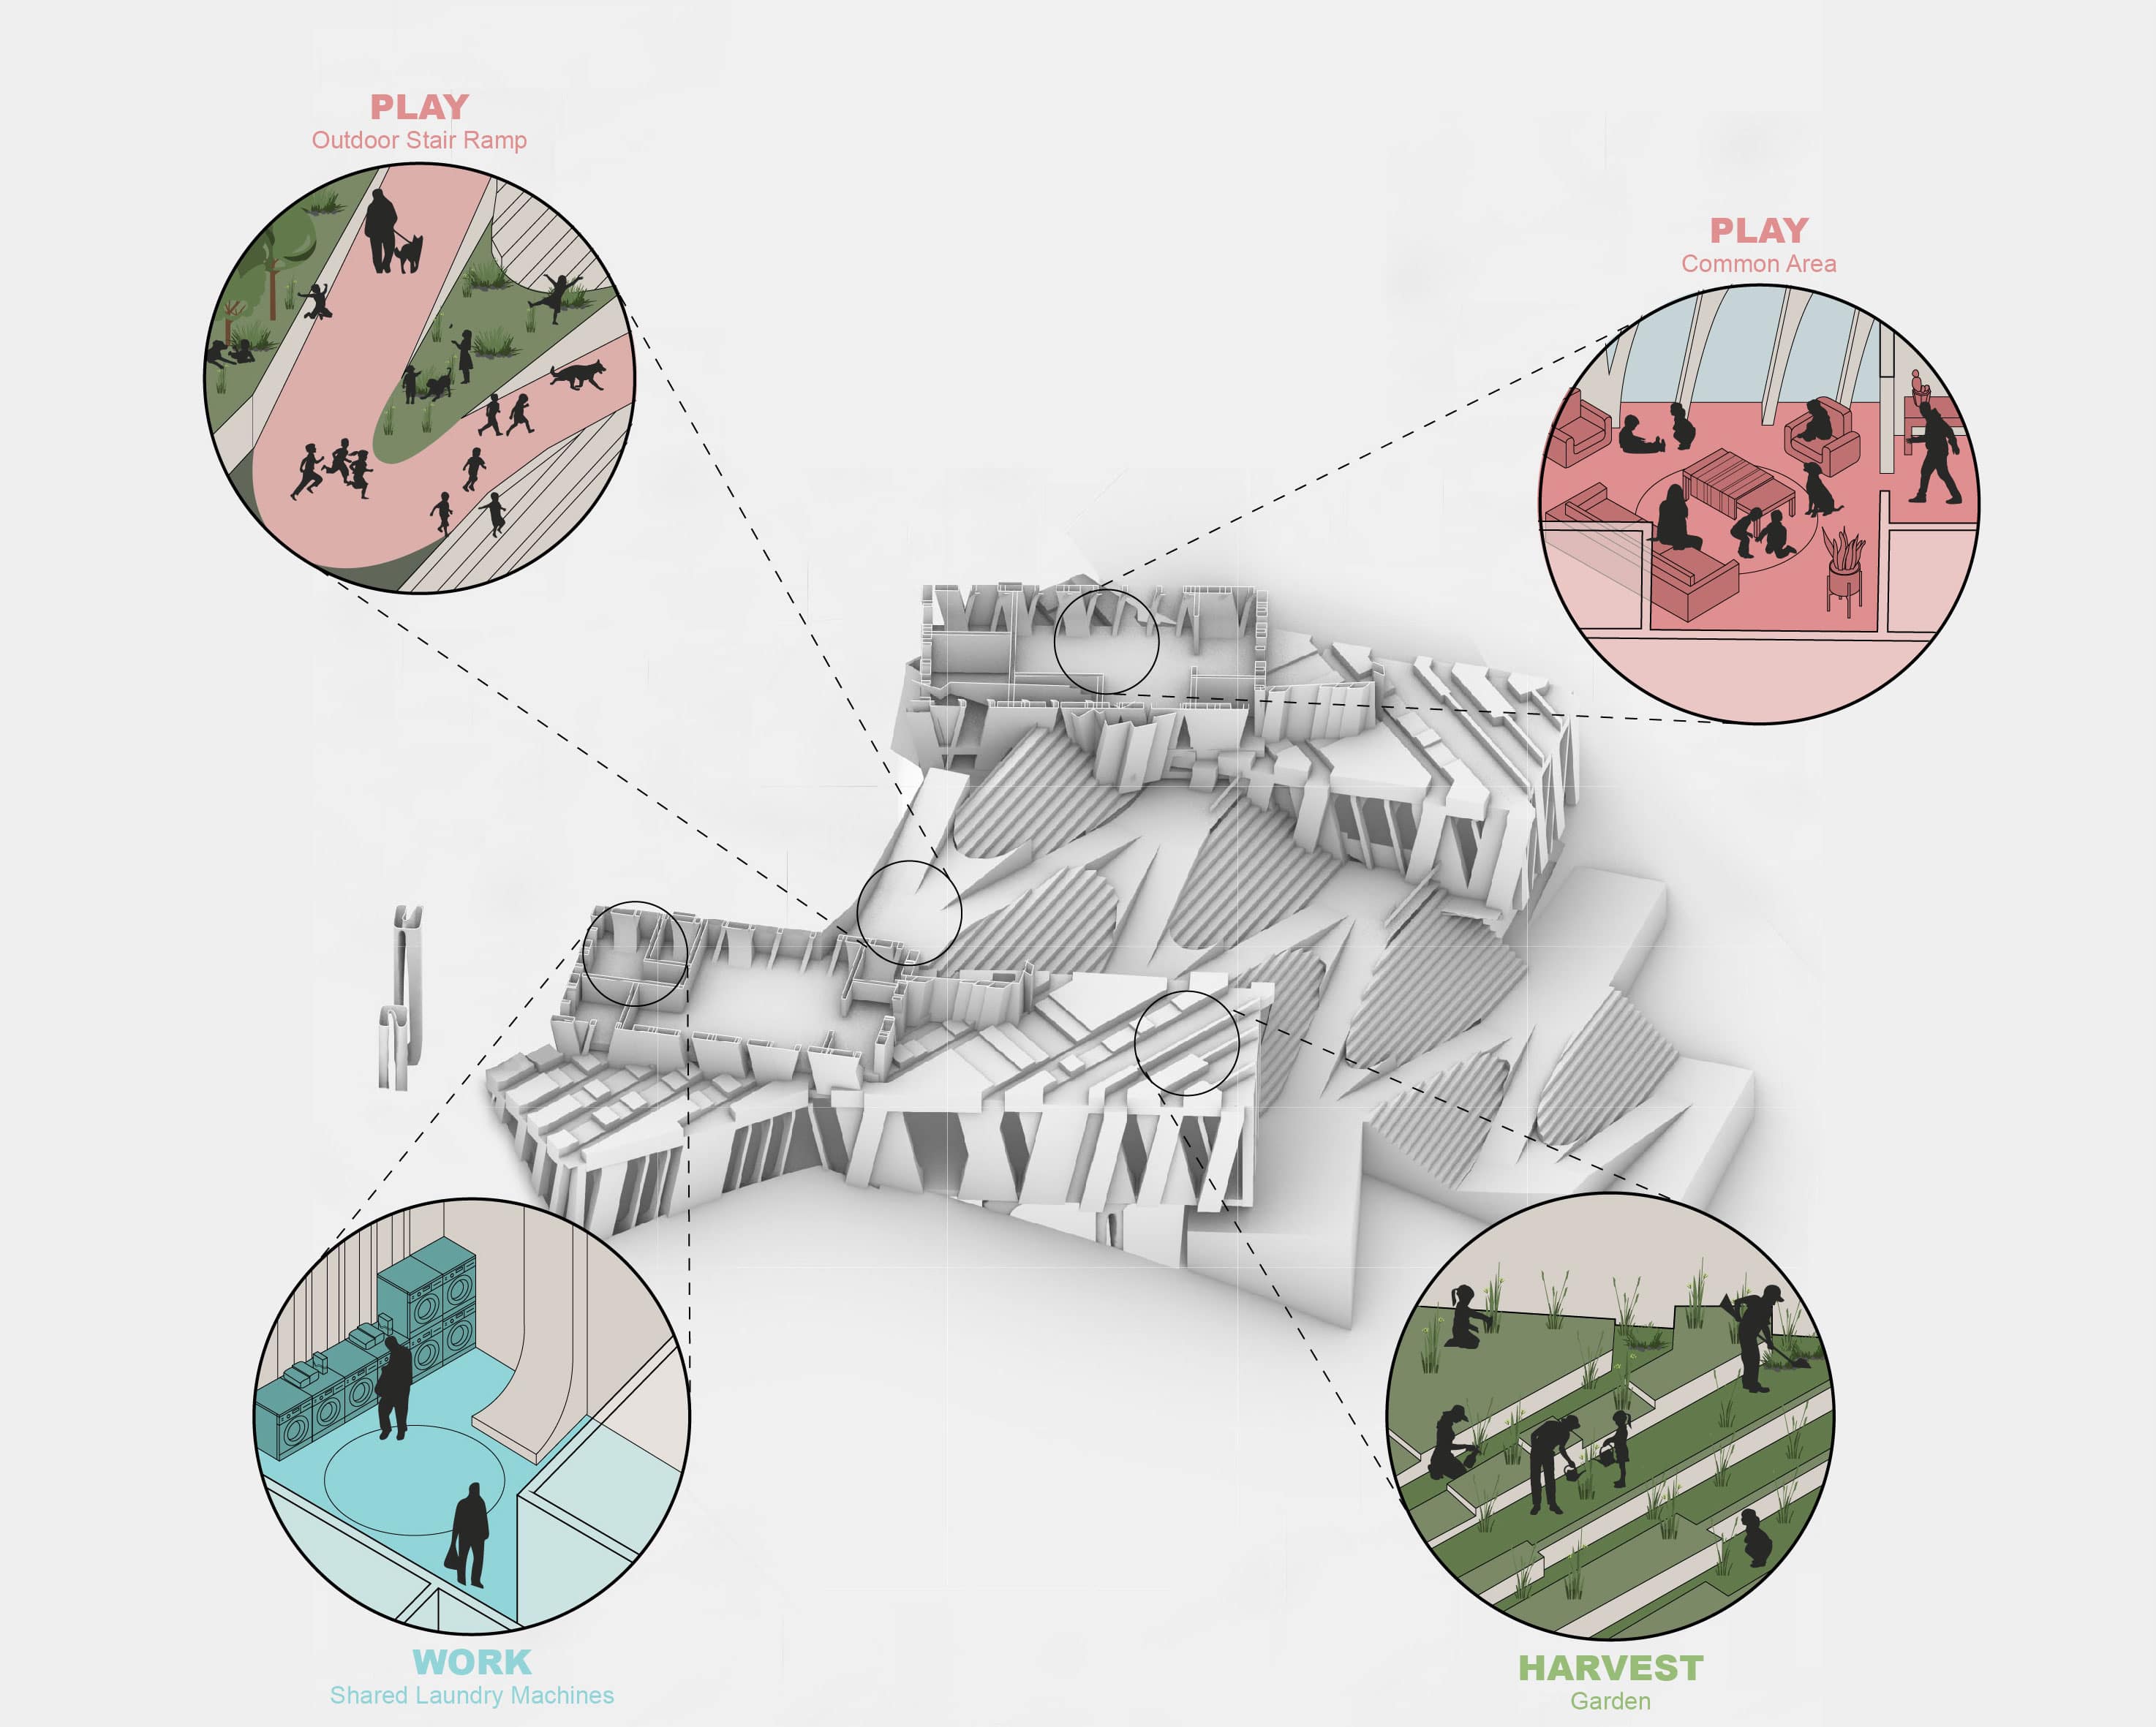 PLAY
Outdoor Stair Ramp
PLAY
Common Area
WORK
Shared Laundry Machines
HARVEST
Garden